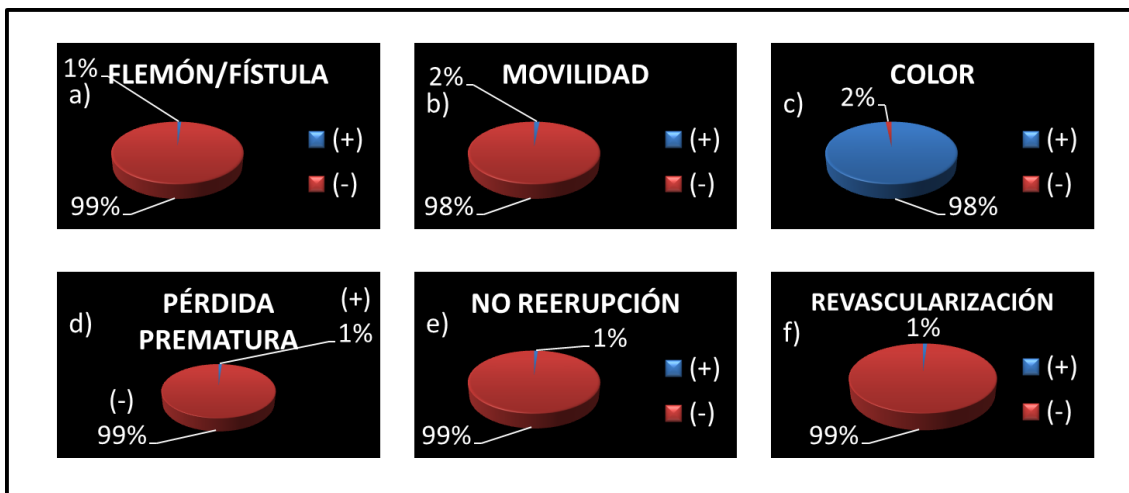 FLEMÓN/FÍSTULA
1%
a)
(+)
(-)
99%
MOVILIDAD
2%
b)
(+)
(-)
98%
COLOR
c)
2%
(+)
(-)
98%
PÉRDIDA
PREMATURA
(+)
d)
1%
(-)
99%
NO REERUPCIÓN
e)
1%
(+)
(-)
99%
REVASCULARIZACIÓN
f)
1%
(+)
(-)
99%